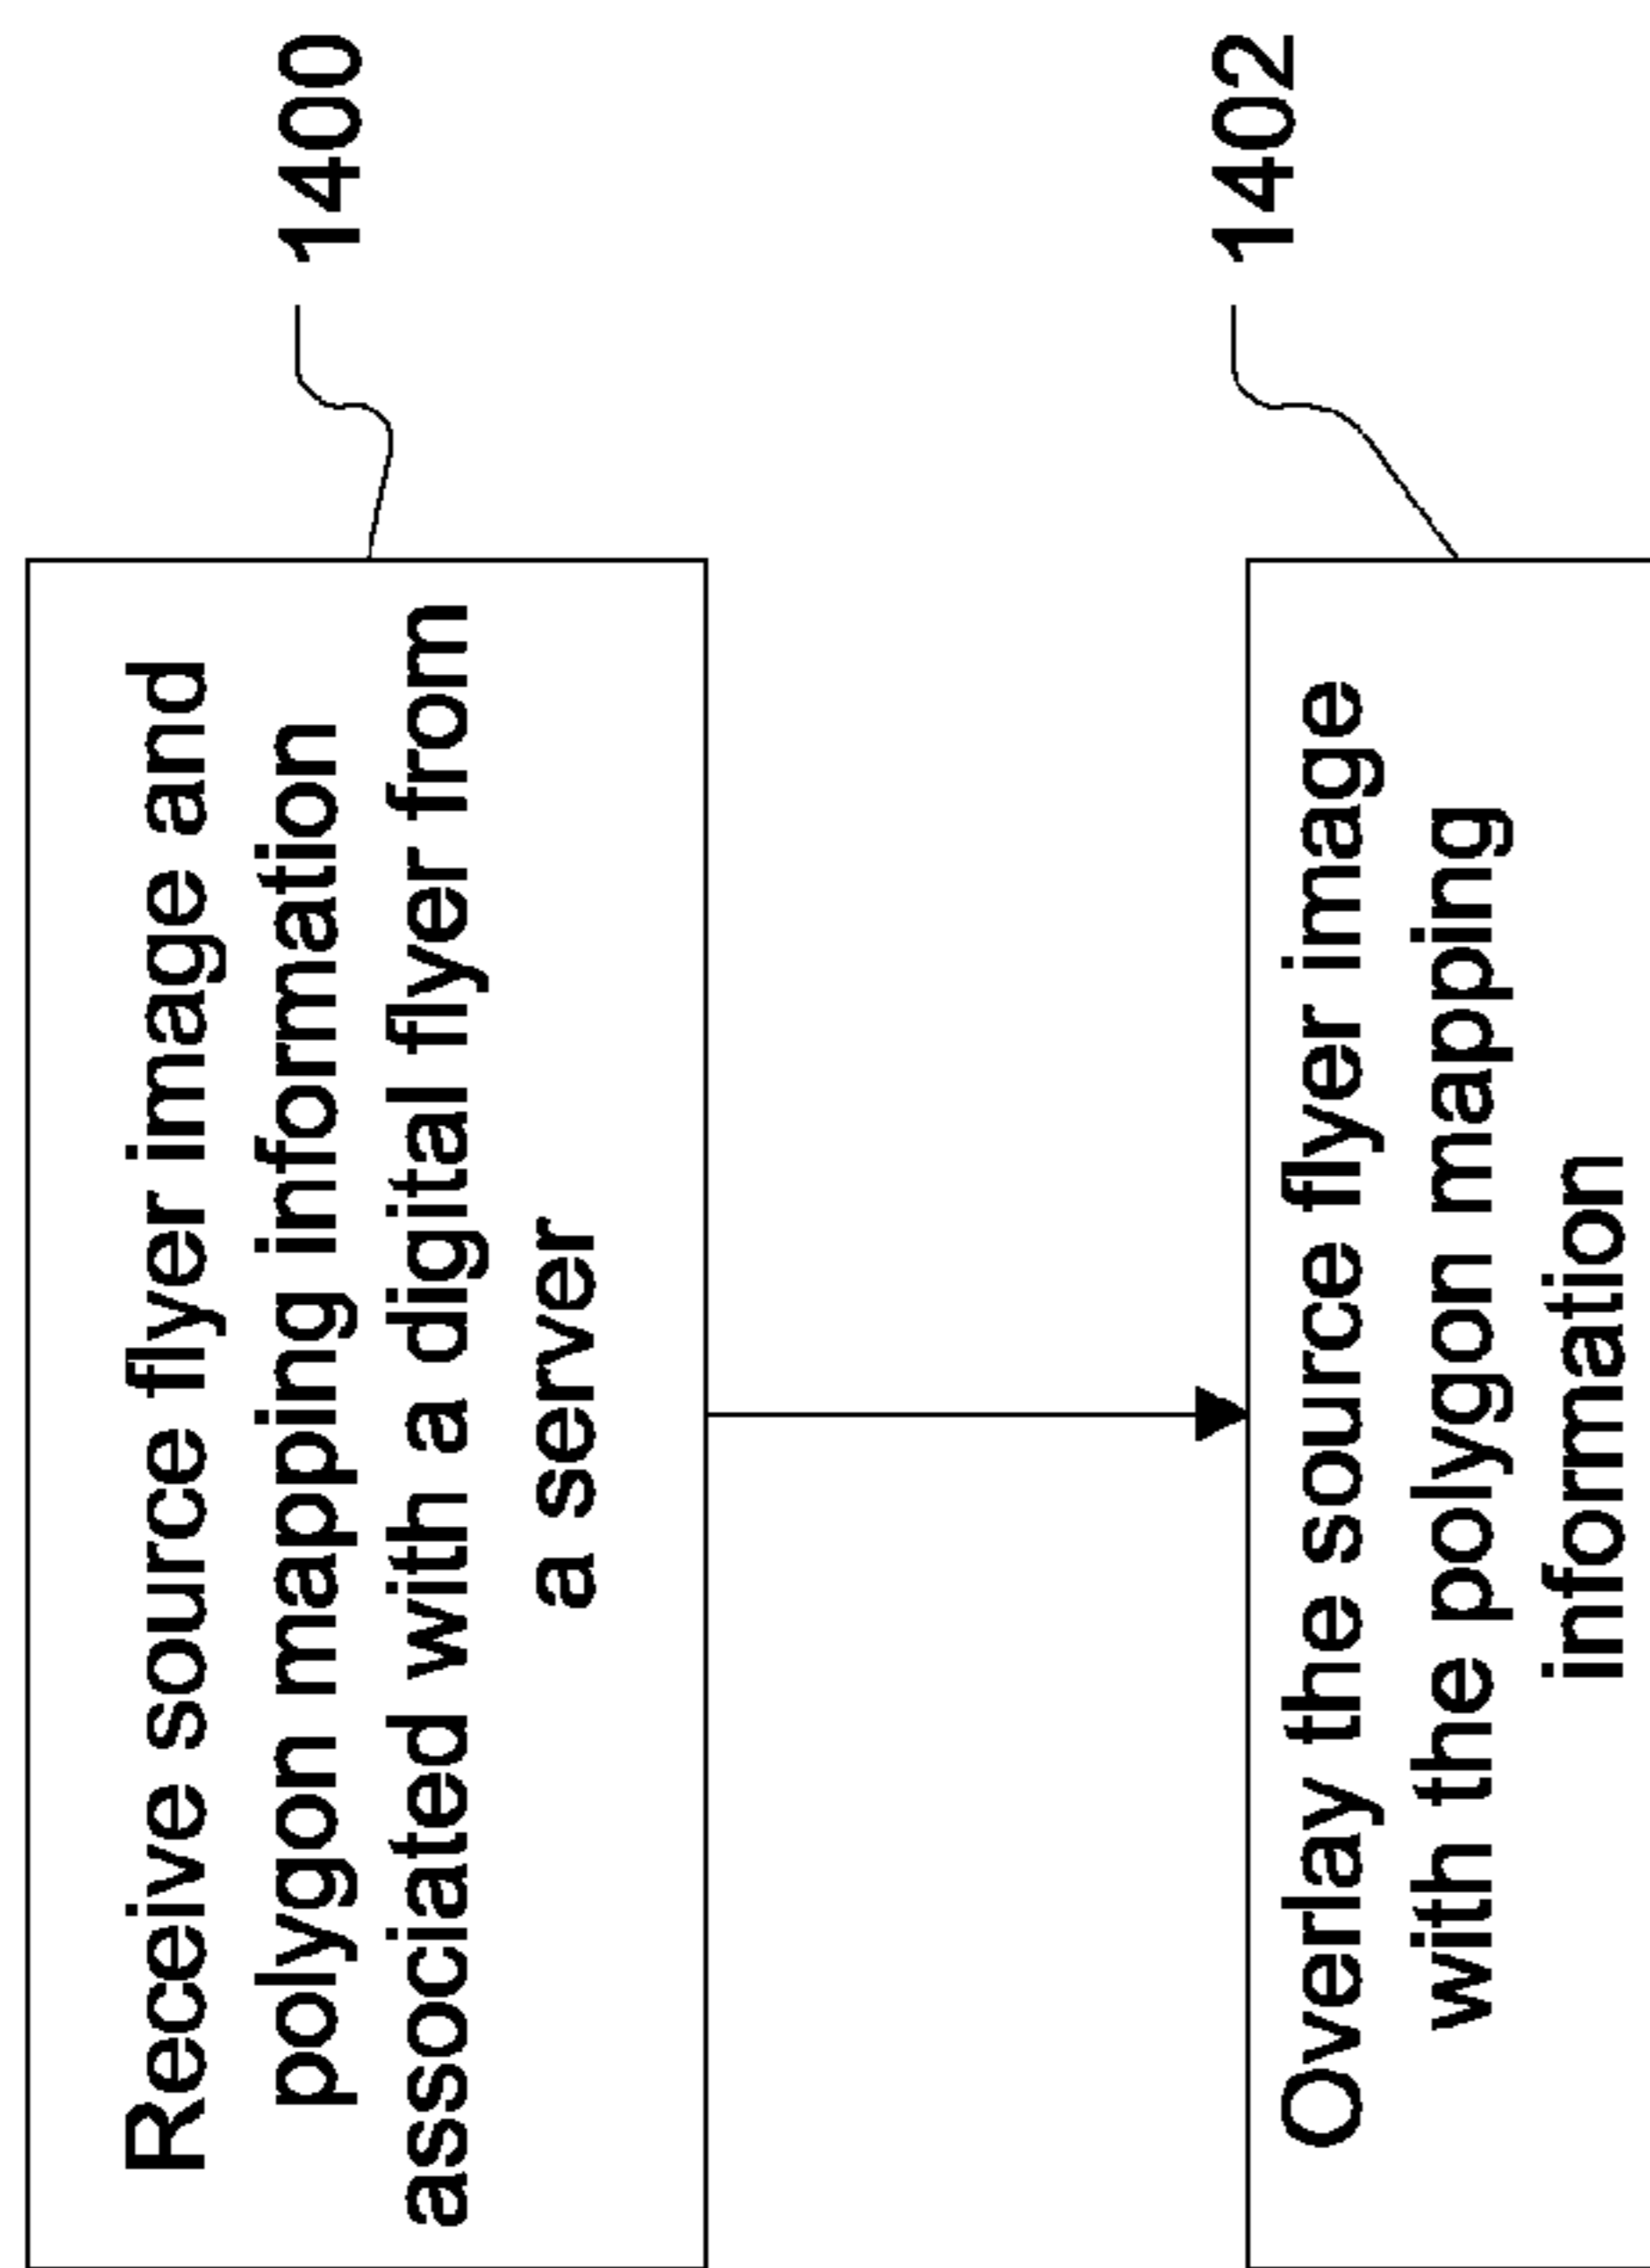 Receive source flyer image and
polygon mapping information
associated with a digital flyer from
a server
1400
Overlay the source flyer image
with the polygon mapping
information
1402